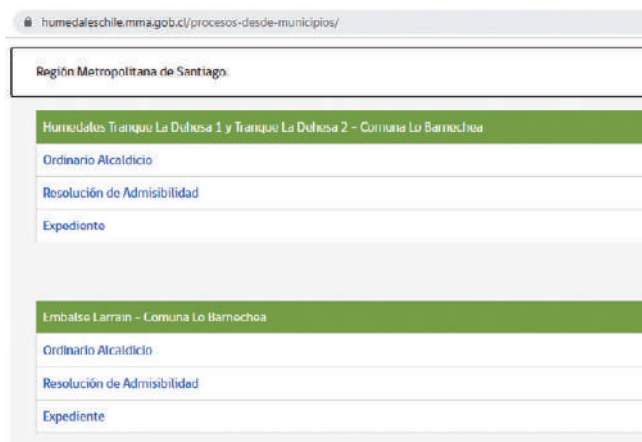 humedaleschile.mma.gob.cl/procesos-desde-municipios/
Región Metropolitana de Santiago.
Humedales Tranque La Dehesa 1 y Tranque La Dehesa 2 – Comuna Lo Barnechea
Ordinario Alcaldicio
Resolución de Admisibilidad
Expediente
Embalse Larraín – Comuna Lo Barnechea
Ordinario Alcaldicio
Resolución de Admisibilidad
Expediente